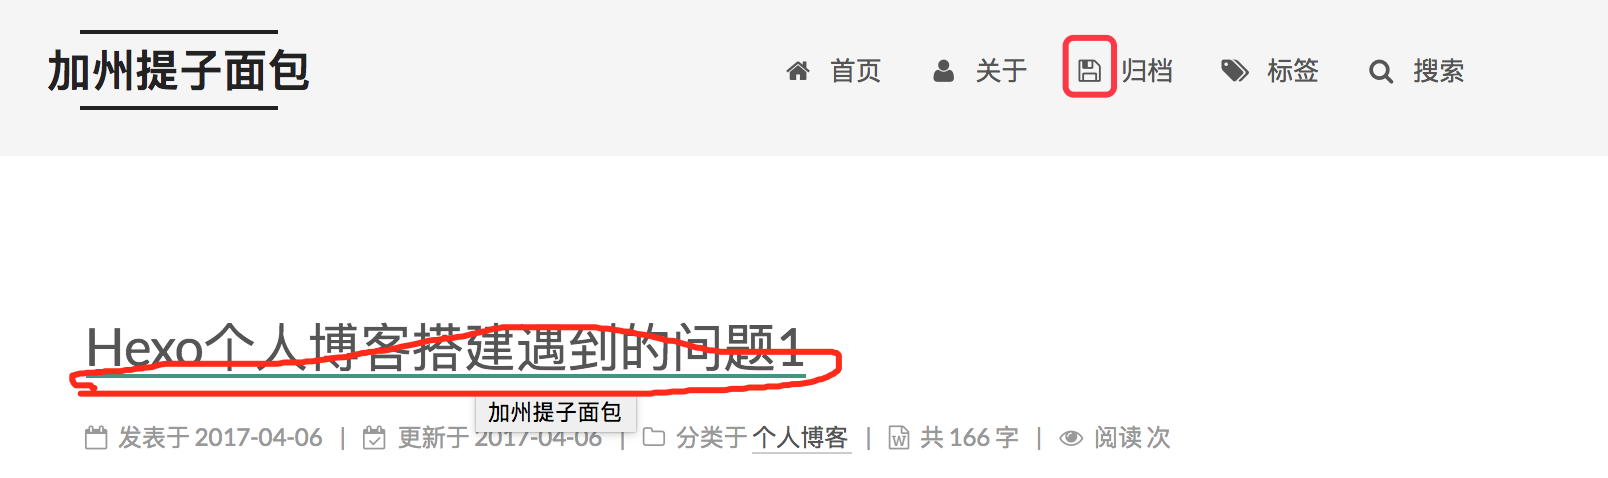 加州提子面包
首页 关于 归档 标签 搜索
Hexo个人博客搭建遇到的问题1
加州提子面包
发表于 2017-04-06 | 更新于 2017-04-06 | 分类于 个人博客 | 共 166 字 | 阅读 次